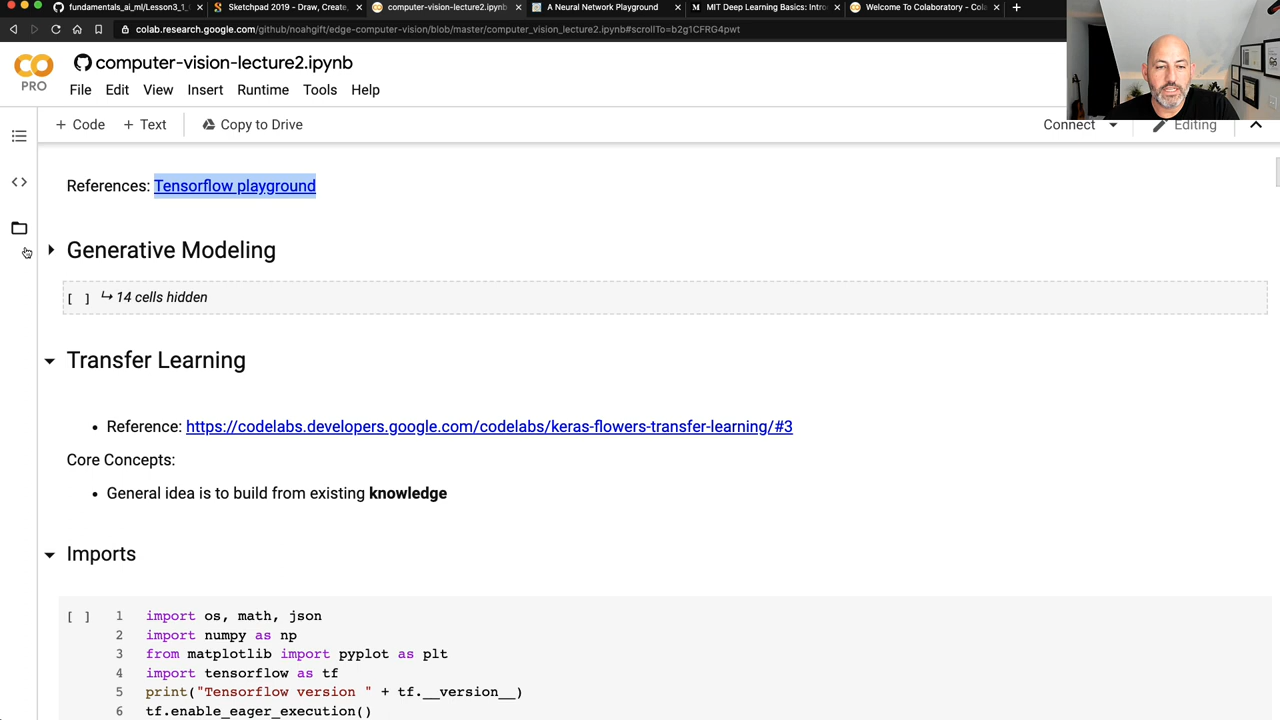 fundamentals_ai_ml/Lesson3_1_
Sketchpad 2019 - Draw, Create,
computer-vision-lecture2.ipynb
A Neural Network Playground
MIT Deep Learning Basics: Intro
Welcome To Colaboratory - Cola
colab.research.google.com/github/noahgift/edge-computer-vision/blob/master/computer_vision_lecture2.ipynb#scrollTo=b2g1CFRG4pwt
PRO
computer-vision-lecture2.ipynb
File Edit View Insert Runtime Tools Help
+ Code + Text Copy to Drive Connect Editing
References: Tensorflow playground
Generative Modeling
[ ] ↳ 14 cells hidden
Transfer Learning
• Reference: https://codelabs.developers.google.com/codelabs/keras-flowers-transfer-learning/#3
Core Concepts:
• General idea is to build from existing knowledge
Imports
[ ] 1 import os, math, json
2 import numpy as np
3 from matplotlib import pyplot as plt
4 import tensorflow as tf
5 print("Tensorflow version " + tf.__version__)
6 tf.enable_eager_execution()